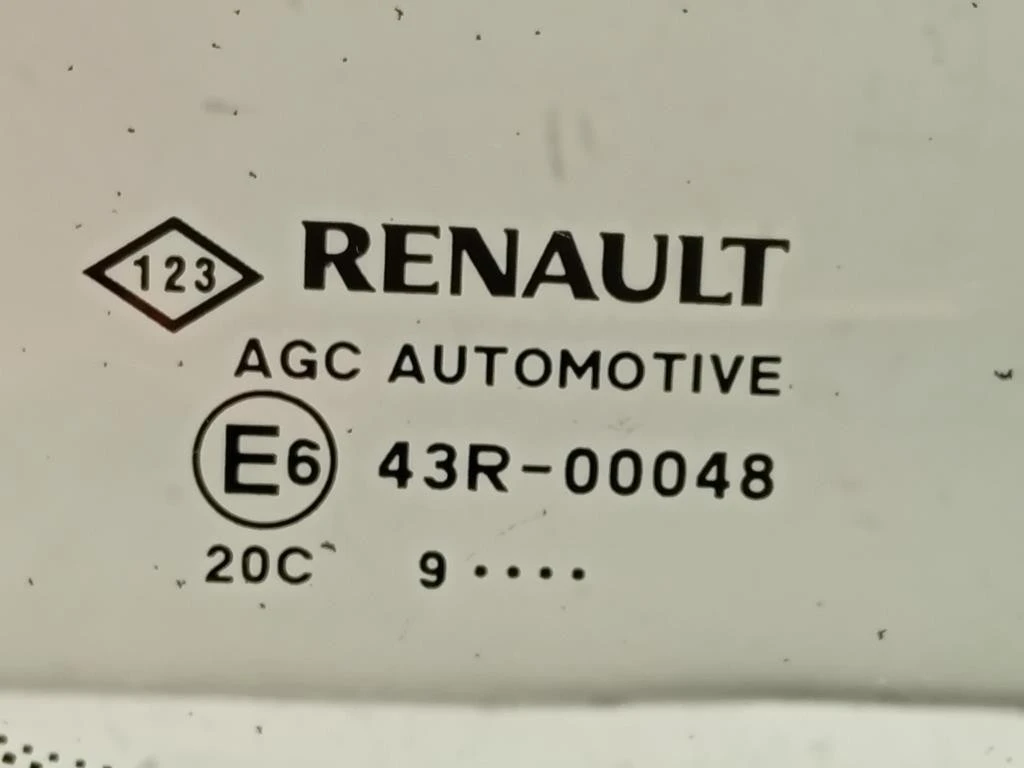 123 RENAULT
AGC AUTOMOTIVE
E6 43R-00048
20C 9 ••••